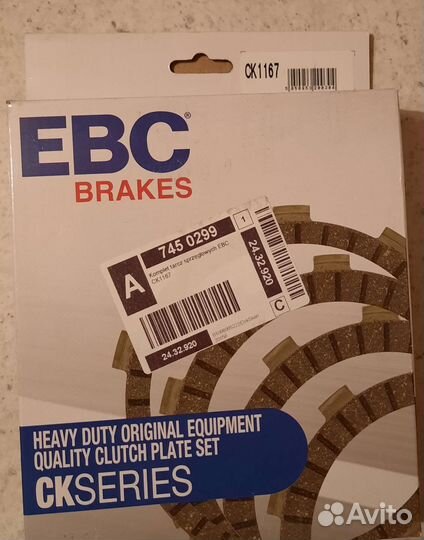 CK1167
EBC®
BRAKES
A
745 0299
1
Komplet tarcz sprzęgłowych EBC
CK1167
24.32.920
24.32.920
C
HEAVY DUTY ORIGINAL EQUIPMENT
QUALITY CLUTCH PLATE SET
CKSERIES
Avito